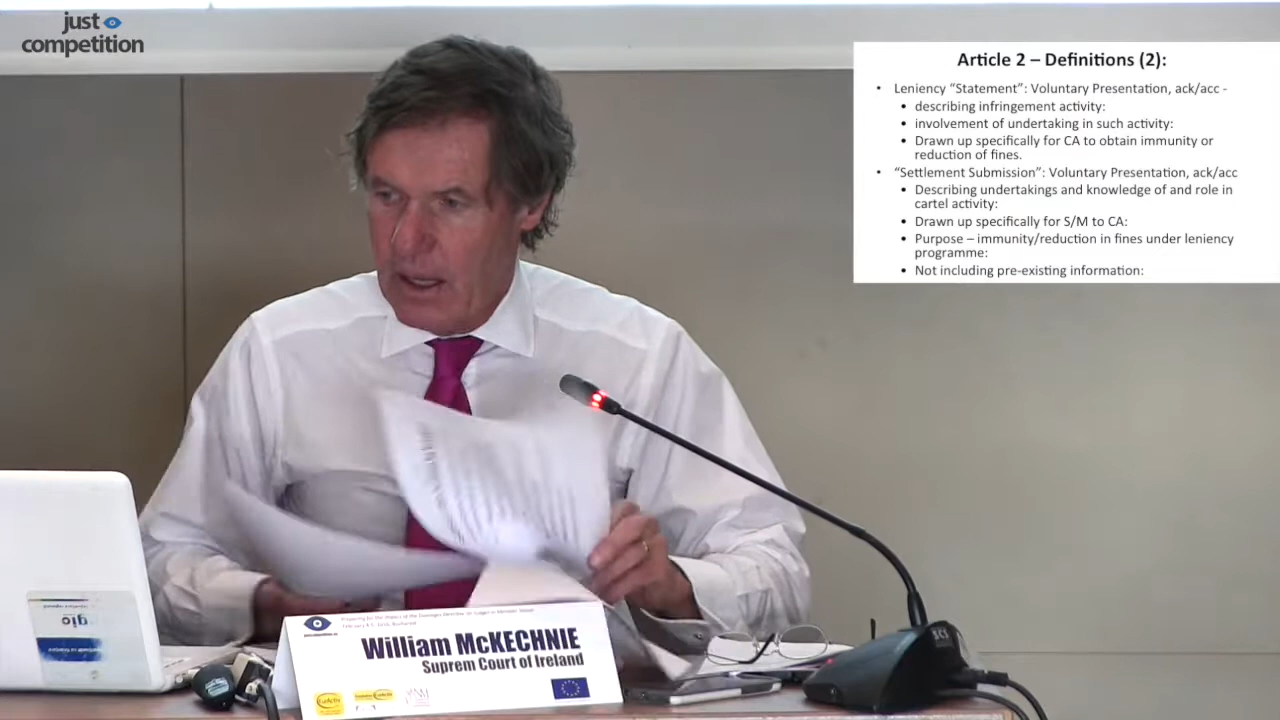 just
competition
Article 2 – Definitions (2):
• Leniency “Statement”: Voluntary Presentation, ack/acc -
• describing infringement activity:
• involvement of undertaking in such activity:
• Drawn up specifically for CA to obtain immunity or
reduction of fines.
• “Settlement Submission”: Voluntary Presentation, ack/acc
• Describing undertakings and knowledge of and role in
cartel activity:
• Drawn up specifically for S/M to CA:
• Purpose – immunity/reduction in fines under leniency
programme:
• Not including pre-existing information:
William McKECHNIE
Suprem Court of Ireland